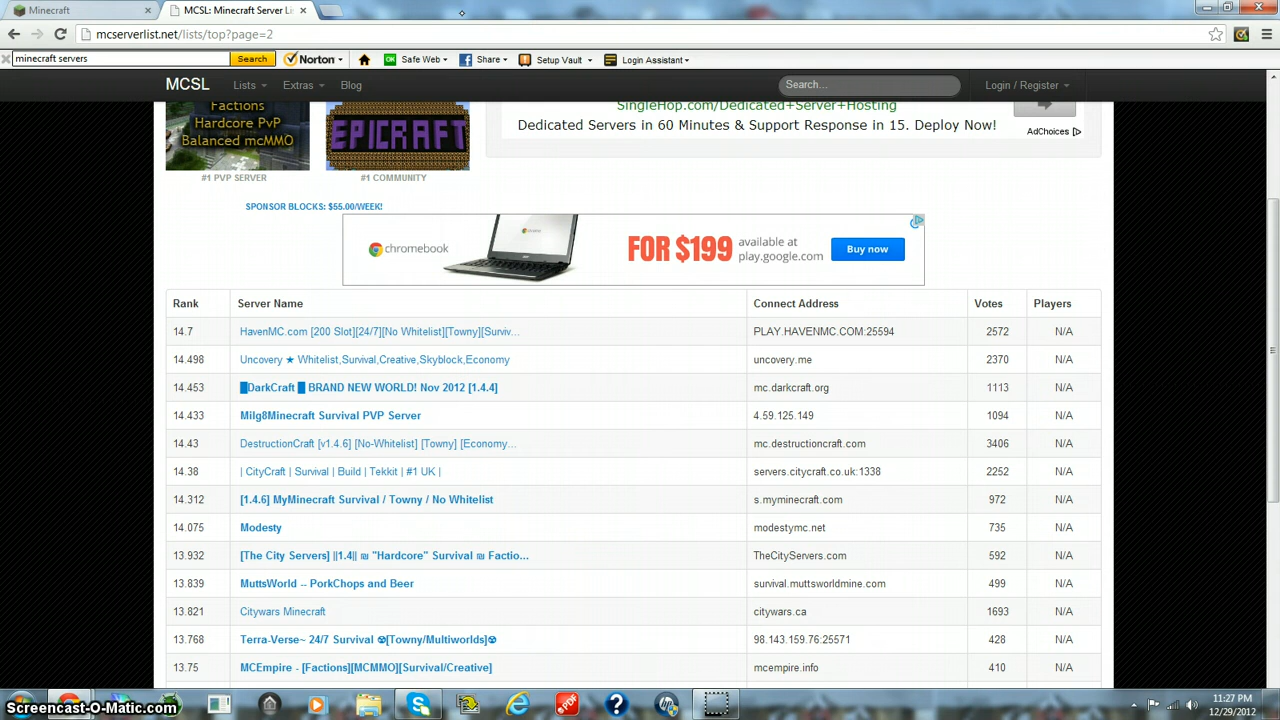 Minecraft
MCSL: Minecraft Server Li
mcserverlist.net/lists/top?page=2
minecraft servers
Search
Norton
Safe Web
Share
Setup Vault
Login Assistant
MCSL
Lists
Extras
Blog
Search...
Login / Register
Factions
Hardcore PvP
Balanced mcMMO
EPICRAFT
SingleHop.com/Dedicated+Server+Hosting
Dedicated Servers in 60 Minutes & Support Response in 15. Deploy Now!
AdChoices
#1 PVP SERVER
#1 COMMUNITY
SPONSOR BLOCKS: $55.00/WEEK!
chromebook
FOR $199
available at
play.google.com
Buy now
Rank Server Name Connect Address Votes Players
14.7 HavenMC.com [200 Slot][24/7][No Whitelist][Towny][Surviv... PLAY.HAVENMC.COM:25594 2572 N/A
14.498 Uncovery ★ Whitelist,Survival,Creative,Skyblock,Economy uncovery.me 2370 N/A
14.453 █DarkCraft █ BRAND NEW WORLD! Nov 2012 [1.4.4] mc.darkcraft.org 1113 N/A
14.433 Milg8Minecraft Survival PVP Server 4.59.125.149 1094 N/A
14.43 DestructionCraft [v1.4.6] [No-Whitelist] [Towny] [Economy... mc.destructioncraft.com 3406 N/A
14.38 | CityCraft | Survival | Build | Tekkit | #1 UK | servers.citycraft.co.uk:1338 2252 N/A
14.312 [1.4.6] MyMinecraft Survival / Towny / No Whitelist s.myminecraft.com 972 N/A
14.075 Modesty modestymc.net 735 N/A
13.932 [The City Servers] ||1.4|| ₪ "Hardcore" Survival ₪ Factio... TheCityServers.com 592 N/A
13.839 MuttsWorld -- PorkChops and Beer survival.muttsworldmine.com 499 N/A
13.821 Citywars Minecraft citywars.ca 1693 N/A
13.768 Terra-Verse~ 24/7 Survival ☢[Towny/Multiworlds]☢ 98.143.159.76:25571 428 N/A
13.75 MCEmpire - [Factions][MCMMO][Survival/Creative] mcempire.info 410 N/A
Screencast-O-Matic.com
11:27 PM
12/29/2012